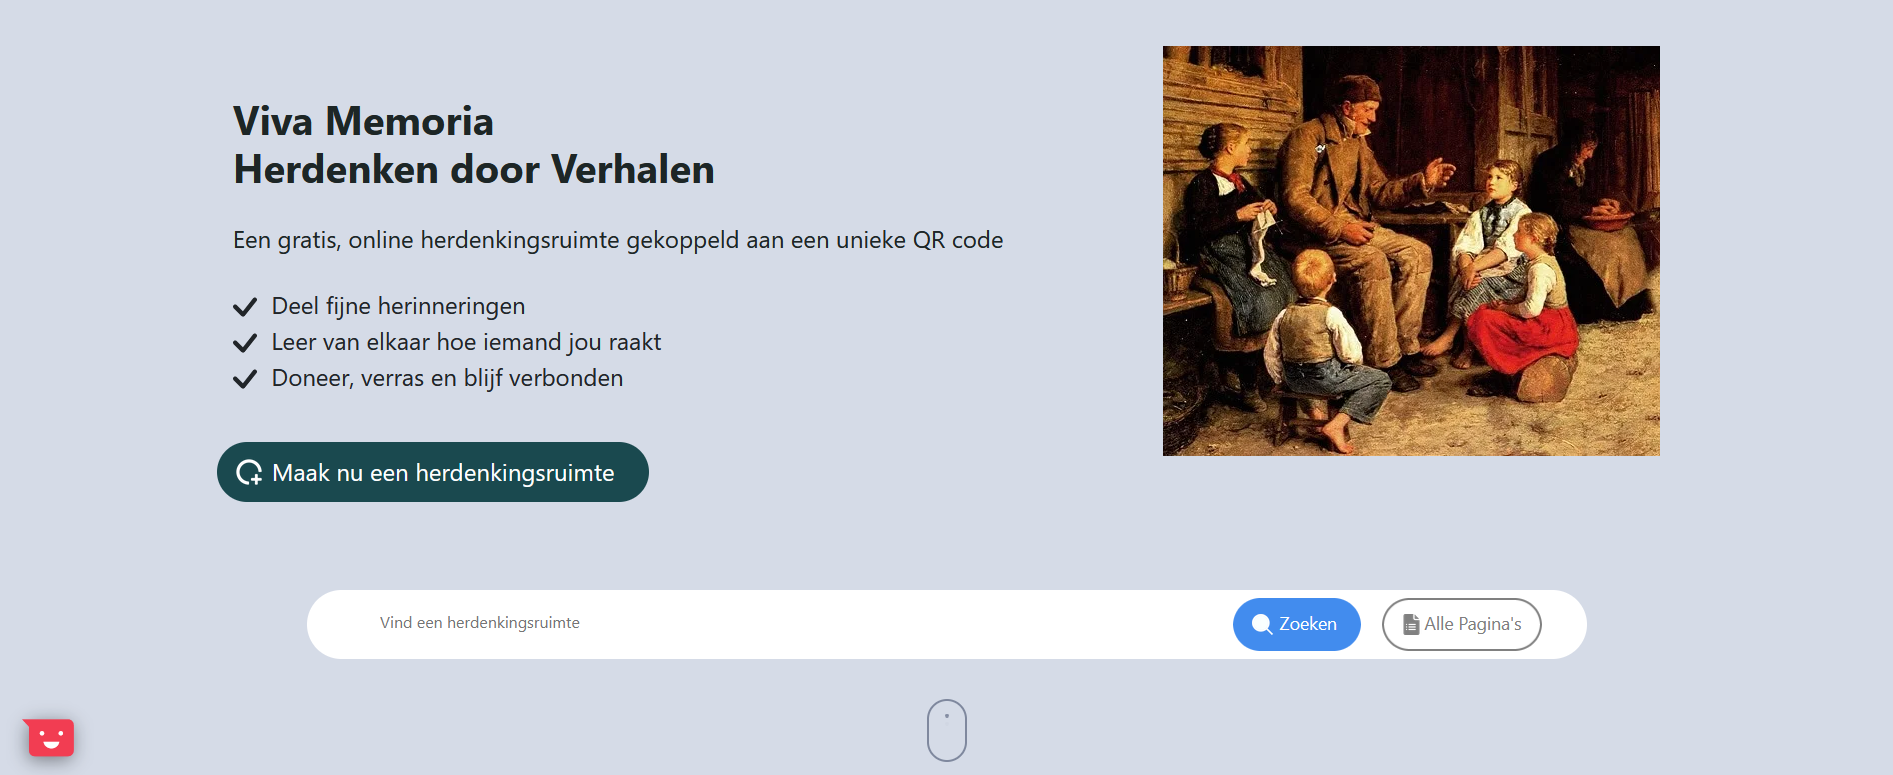 Viva Memoria
Herdenken door Verhalen
Een gratis, online herdenkingsruimte gekoppeld aan een unieke QR code
Deel fijne herinneringen
Leer van elkaar hoe iemand jou raakt
Doneer, verras en blijf verbonden
Maak nu een herdenkingsruimte
Vind een herdenkingsruimte
Zoeken
Alle Pagina's